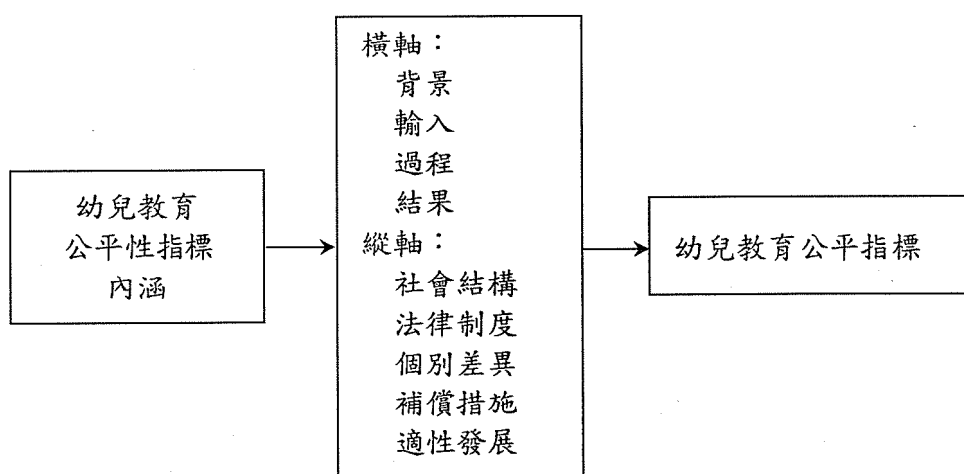 幼兒教育
公平性指標
內涵
橫軸：
背景
輸入
過程
結果
縱軸：
社會結構
法律制度
個別差異
補償措施
適性發展
幼兒教育公平指標